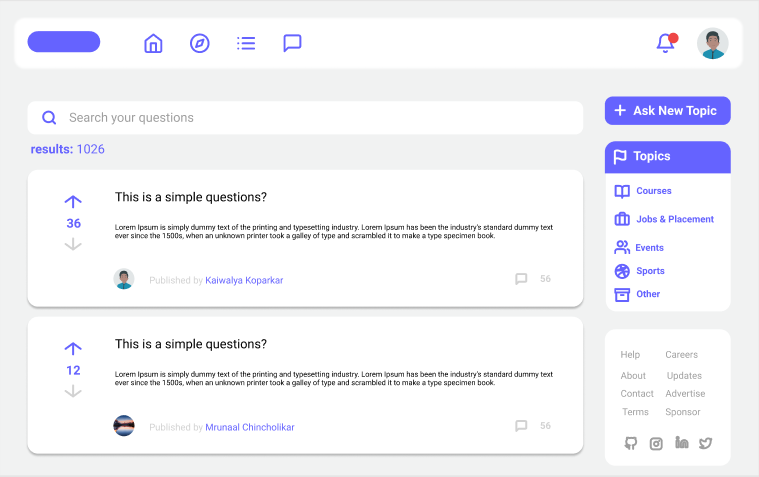 Search your questions
results: 1026
36
This is a simple questions?
Lorem Ipsum is simply dummy text of the printing and typesetting industry. Lorem Ipsum has been the industry's standard dummy text
ever since the 1500s, when an unknown printer took a galley of type and scrambled it to make a type specimen book.
Published by Kaiwalya Koparkar
56
12
This is a simple questions?
Lorem Ipsum is simply dummy text of the printing and typesetting industry. Lorem Ipsum has been the industry's standard dummy text
ever since the 1500s, when an unknown printer took a galley of type and scrambled it to make a type specimen book.
Published by Mrunaal Chincholikar
56
+ Ask New Topic
Topics
Courses
Jobs & Placement
Events
Sports
Other
Help Careers
About Updates
Contact Advertise
Terms Sponsor